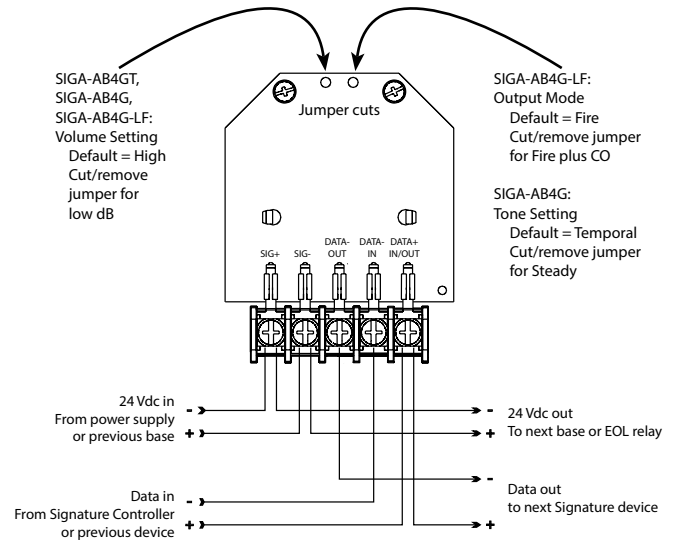 SIGA-AB4GT,
SIGA-AB4G,
SIGA-AB4G-LF:
Volume Setting
Default = High
Cut/remove
jumper for
low dB
Jumper cuts
SIGA-AB4G-LF:
Output Mode
Default = Fire
Cut/remove jumper
for Fire plus CO
SIGA-AB4G:
Tone Setting
Default = Temporal
Cut/remove jumper
for Steady
SIG+
SIG-
DATA-
OUT
DATA-
IN
DATA+
IN/OUT
24 Vdc in
From power supply
or previous base
-
+
-
+
24 Vdc out
To next base or EOL relay
Data in
From Signature Controller
or previous device
-
+
-
+
Data out
to next Signature device